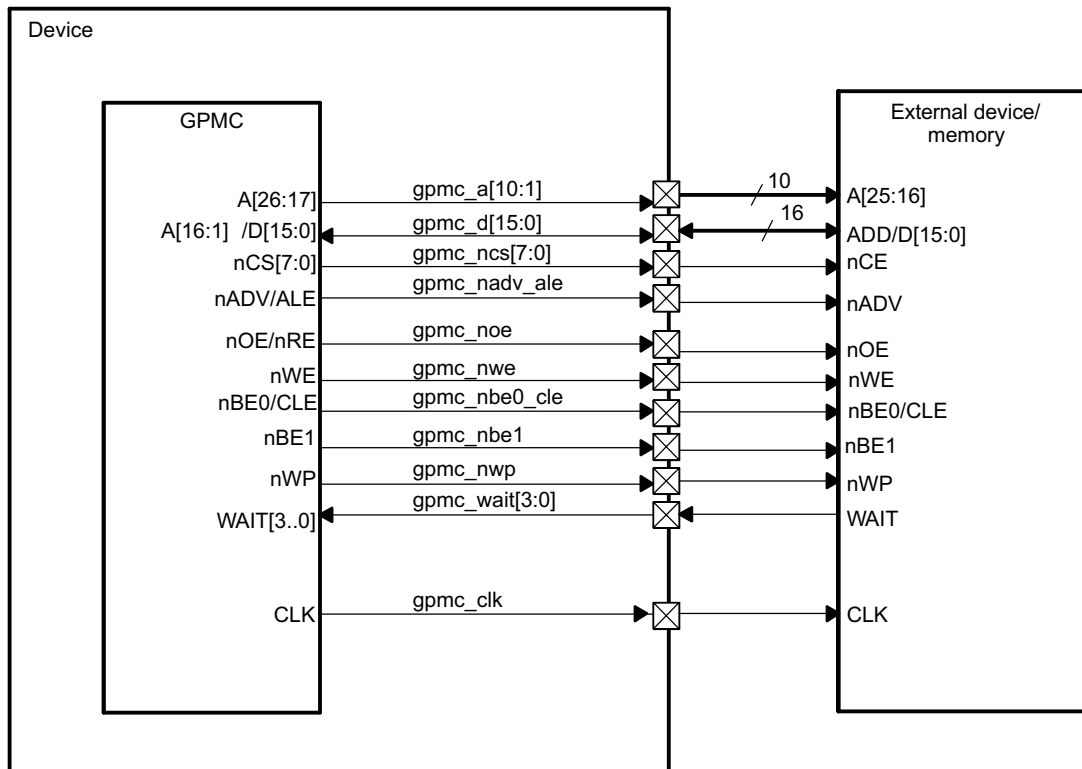 Device
GPMC
External device/
memory
A[26:17]
gpmc_a[10:1]
10
A[25:16]
A[16:1] /D[15:0]
gpmc_d[15:0]
16
ADD/D[15:0]
nCS[7:0]
gpmc_ncs[7:0]
nCE
nADV/ALE
gpmc_nadv_ale
nADV
nOE/nRE
gpmc_noe
nOE
nWE
gpmc_nwe
nWE
nBE0/CLE
gpmc_nbe0_cle
nBE0/CLE
nBE1
gpmc_nbe1
nBE1
nWP
gpmc_nwp
nWP
WAIT[3..0]
gpmc_wait[3:0]
WAIT
CLK
gpmc_clk
CLK